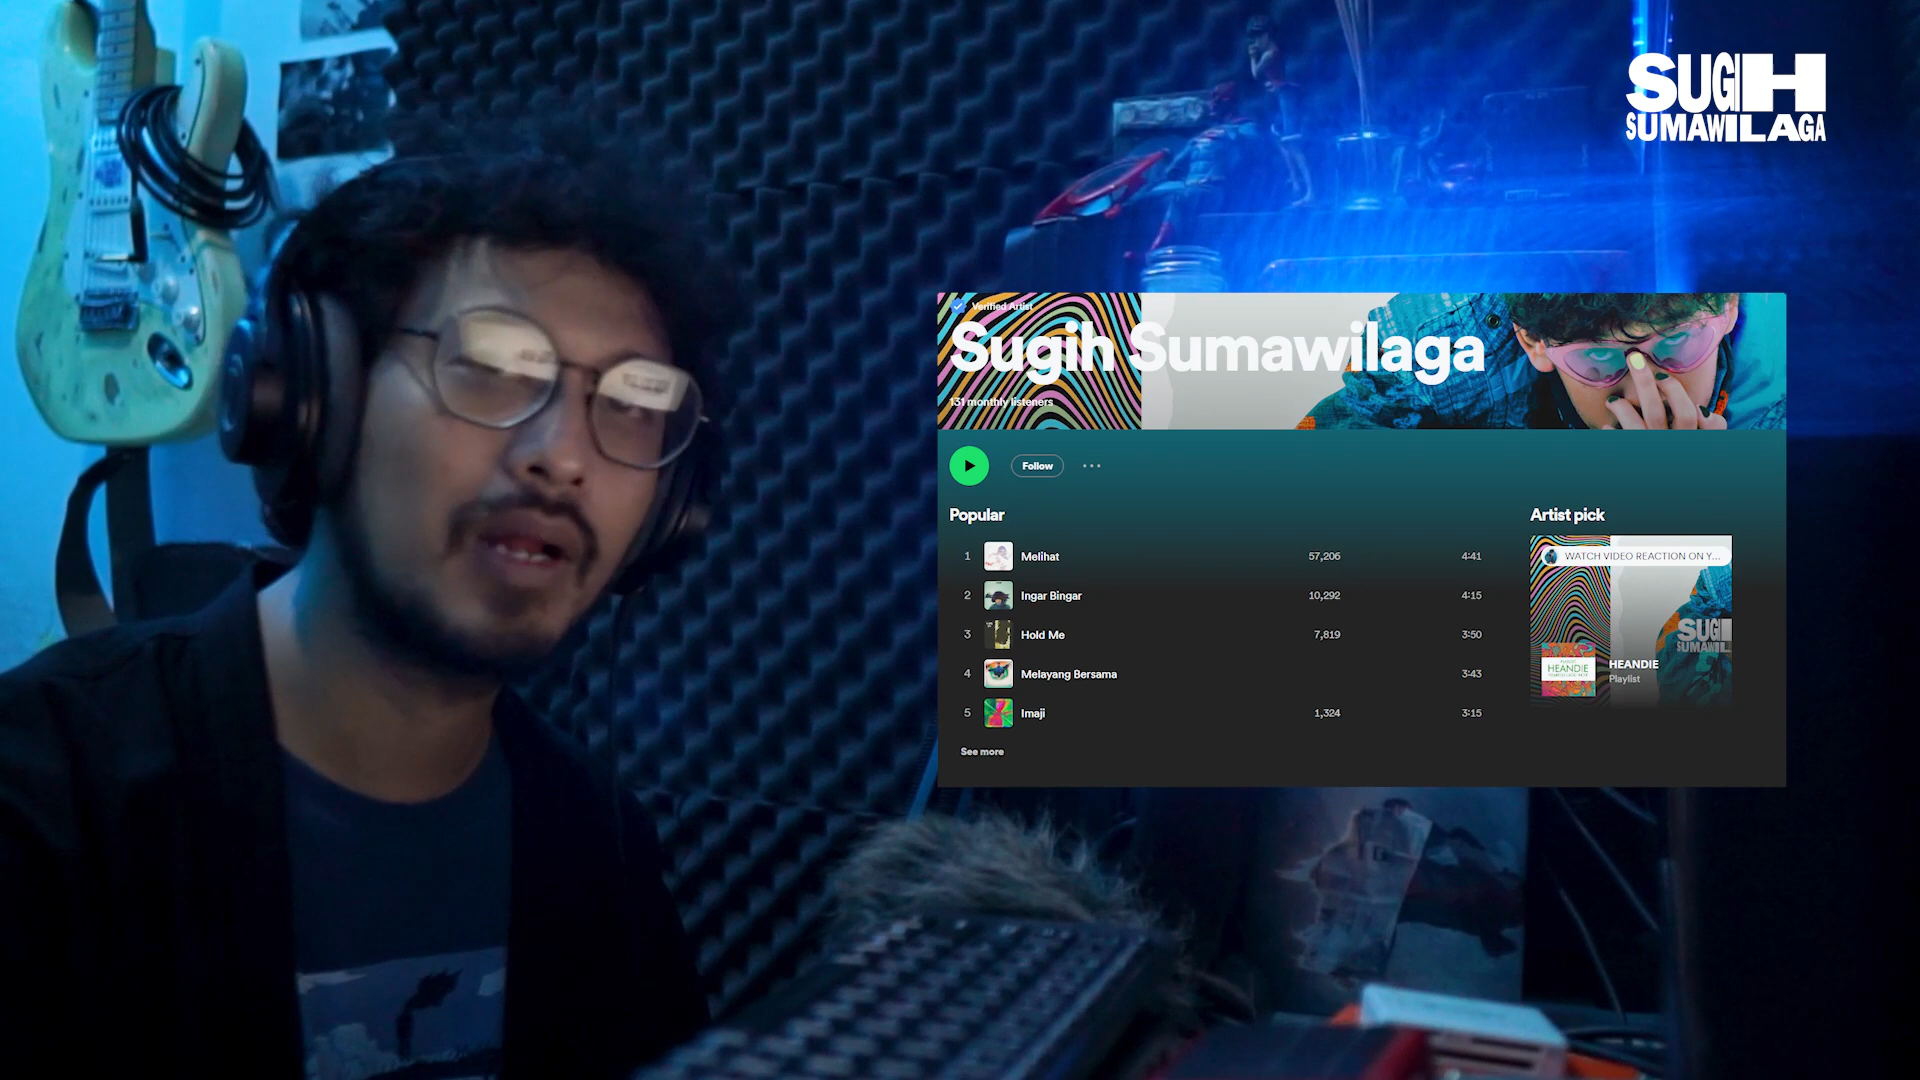 SUGIH
SUMAWILAGA
Verified Artist
Sugih Sumawilaga
131 monthly listeners
Follow
Popular
1 Melihat 57,206 4:41
2 Ingar Bingar 10,292 4:15
3 Hold Me 7,819 3:50
4 Melayang Bersama 3:43
5 Imaji 1,324 3:15
See more
Artist pick
WATCH VIDEO REACTION ON Y...
SUGI
SUMAWIL
HEANDIE
HEANDIE
Playlist